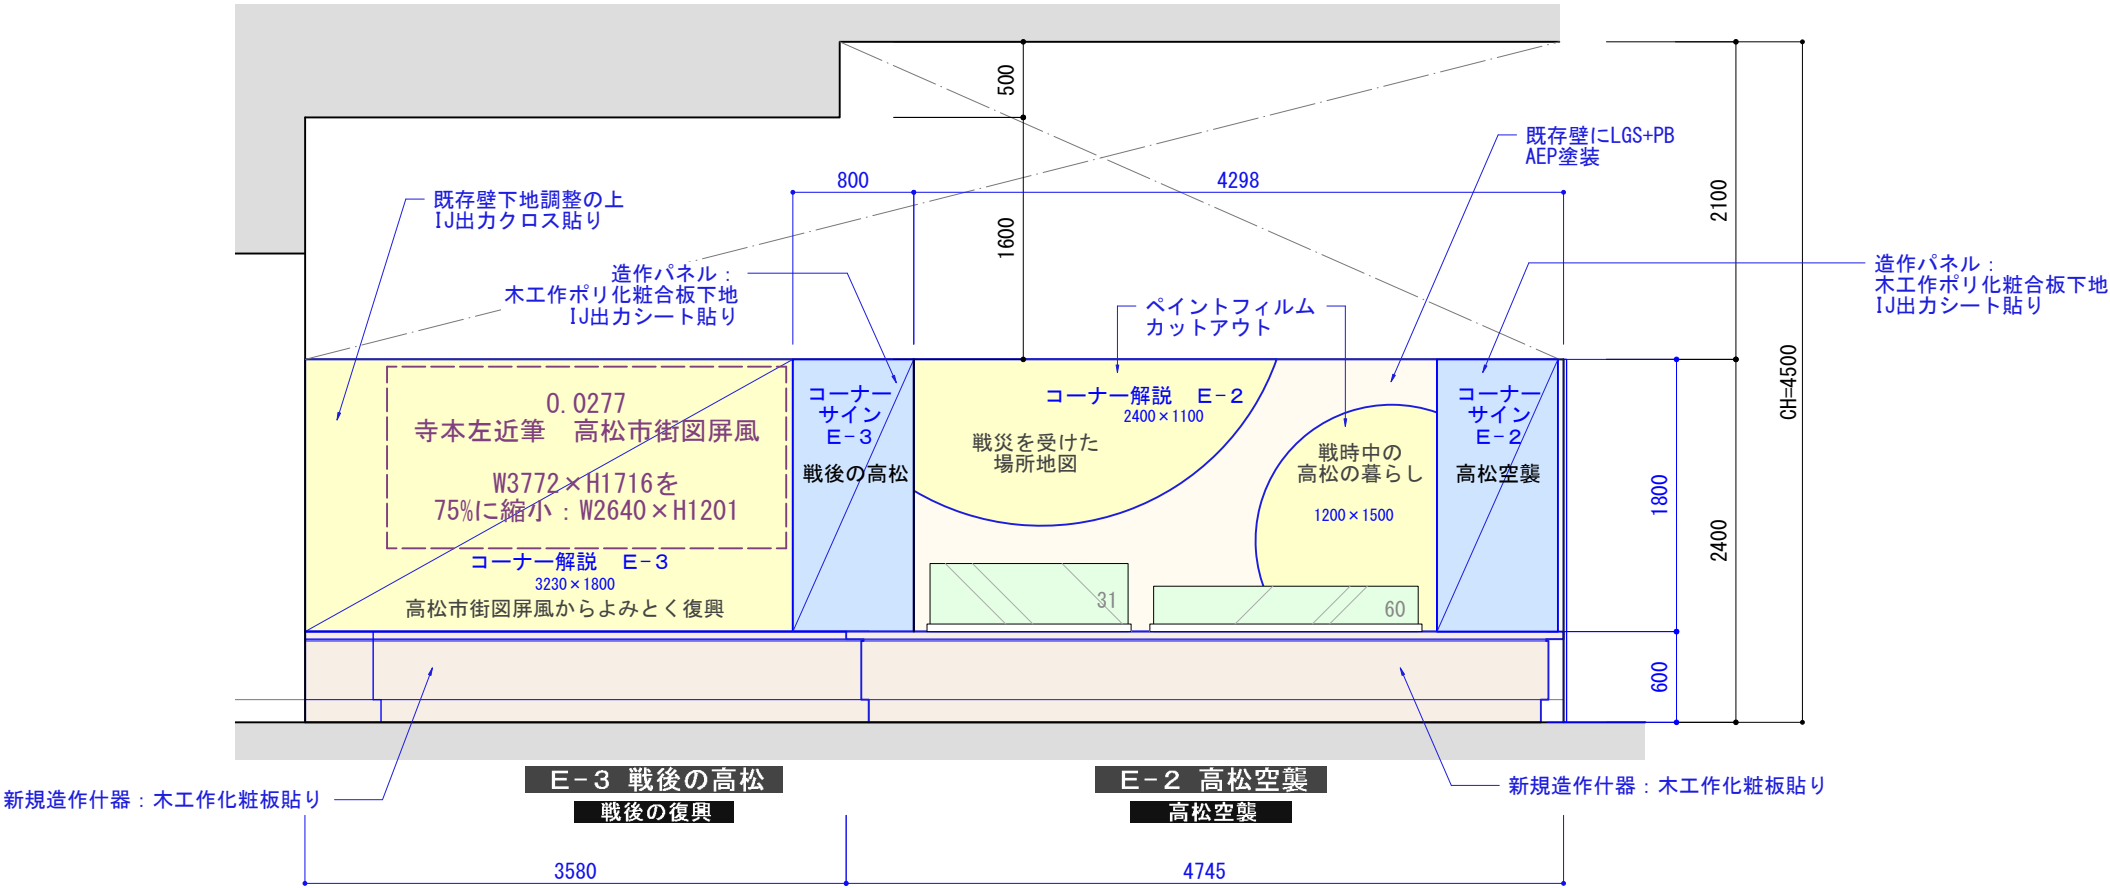 500
既存壁にLGS+PB
AEP塗装
800
4298
2100
既存壁下地調整の上
IJ出力クロス貼り
1600
造作パネル：
木工作ポリ化粧合板下地
IJ出力シート貼り
造作パネル：
木工作ポリ化粧合板下地
IJ出力シート貼り
ペイントフィルム
カットアウト
CH=4500
0.0277
寺本左近筆　高松市街図屏風
W3772×H1716を
75%に縮小：W2640×H1201
コーナー解説　E-3
3230×1800
高松市街図屏風からよみとく復興
コーナー
サイン
E-3
戦後の高松
コーナー解説　E-2
2400×1100
戦災を受けた
場所地図
戦時中の
高松の暮らし
1200×1500
コーナー
サイン
E-2
高松空襲
31
60
1800
2400
600
E-3 戦後の高松
戦後の復興
E-2 高松空襲
高松空襲
新規造作什器：木工作化粧板貼り
新規造作什器：木工作化粧板貼り
3580
4745